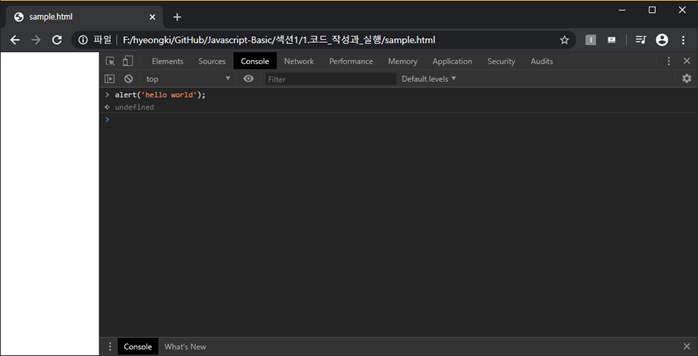 sample.html
파일 F:/hyeongki/GitHub/Javascript-Basic/섹션1/1.코드_작성과_실행/sample.html
Elements Sources Console Network Performance Memory Application Security Audits
top Filter Default levels
> alert('hello world');
undefined
>
Console What's New